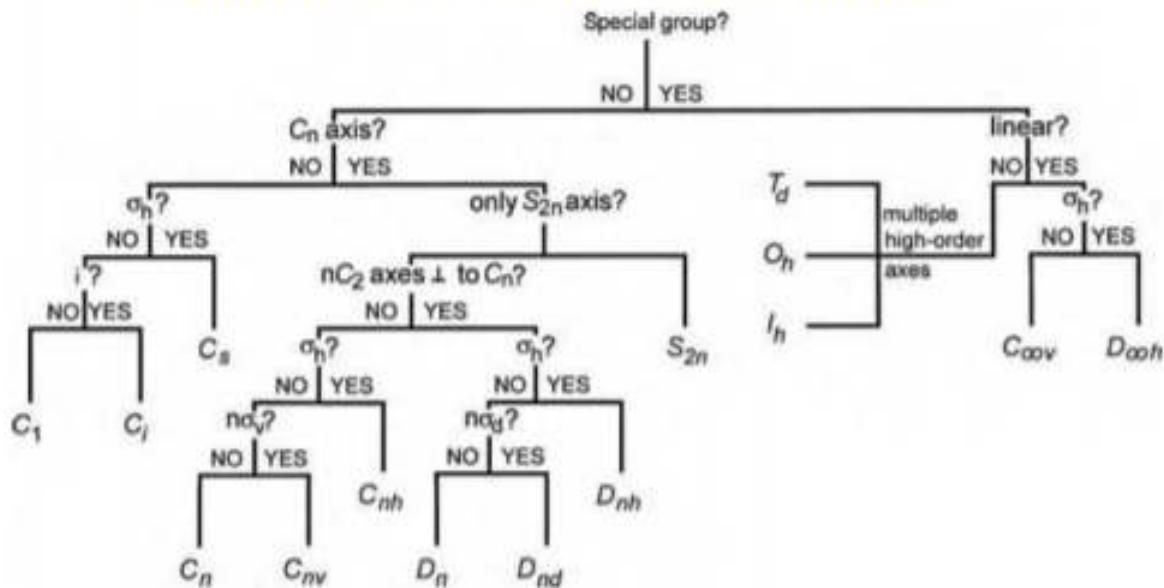 Special group?
NO YES
Cn axis?
linear?
NO YES
NO YES
σh?
only S2n axis?
Td
σh?
NO YES
multiple
high-order
axes
NO YES
i?
nC2 axes ⊥ to Cn?
Oh
NO YES
NO YES
Cs
σh?
σh?
S2n
Ih
C∞v
D∞h
NO YES
NO YES
C1
Ci
nσv?
nσd?
NO YES
NO YES
Cnh
Dnh
Cn
Cnv
Dn
Dnd